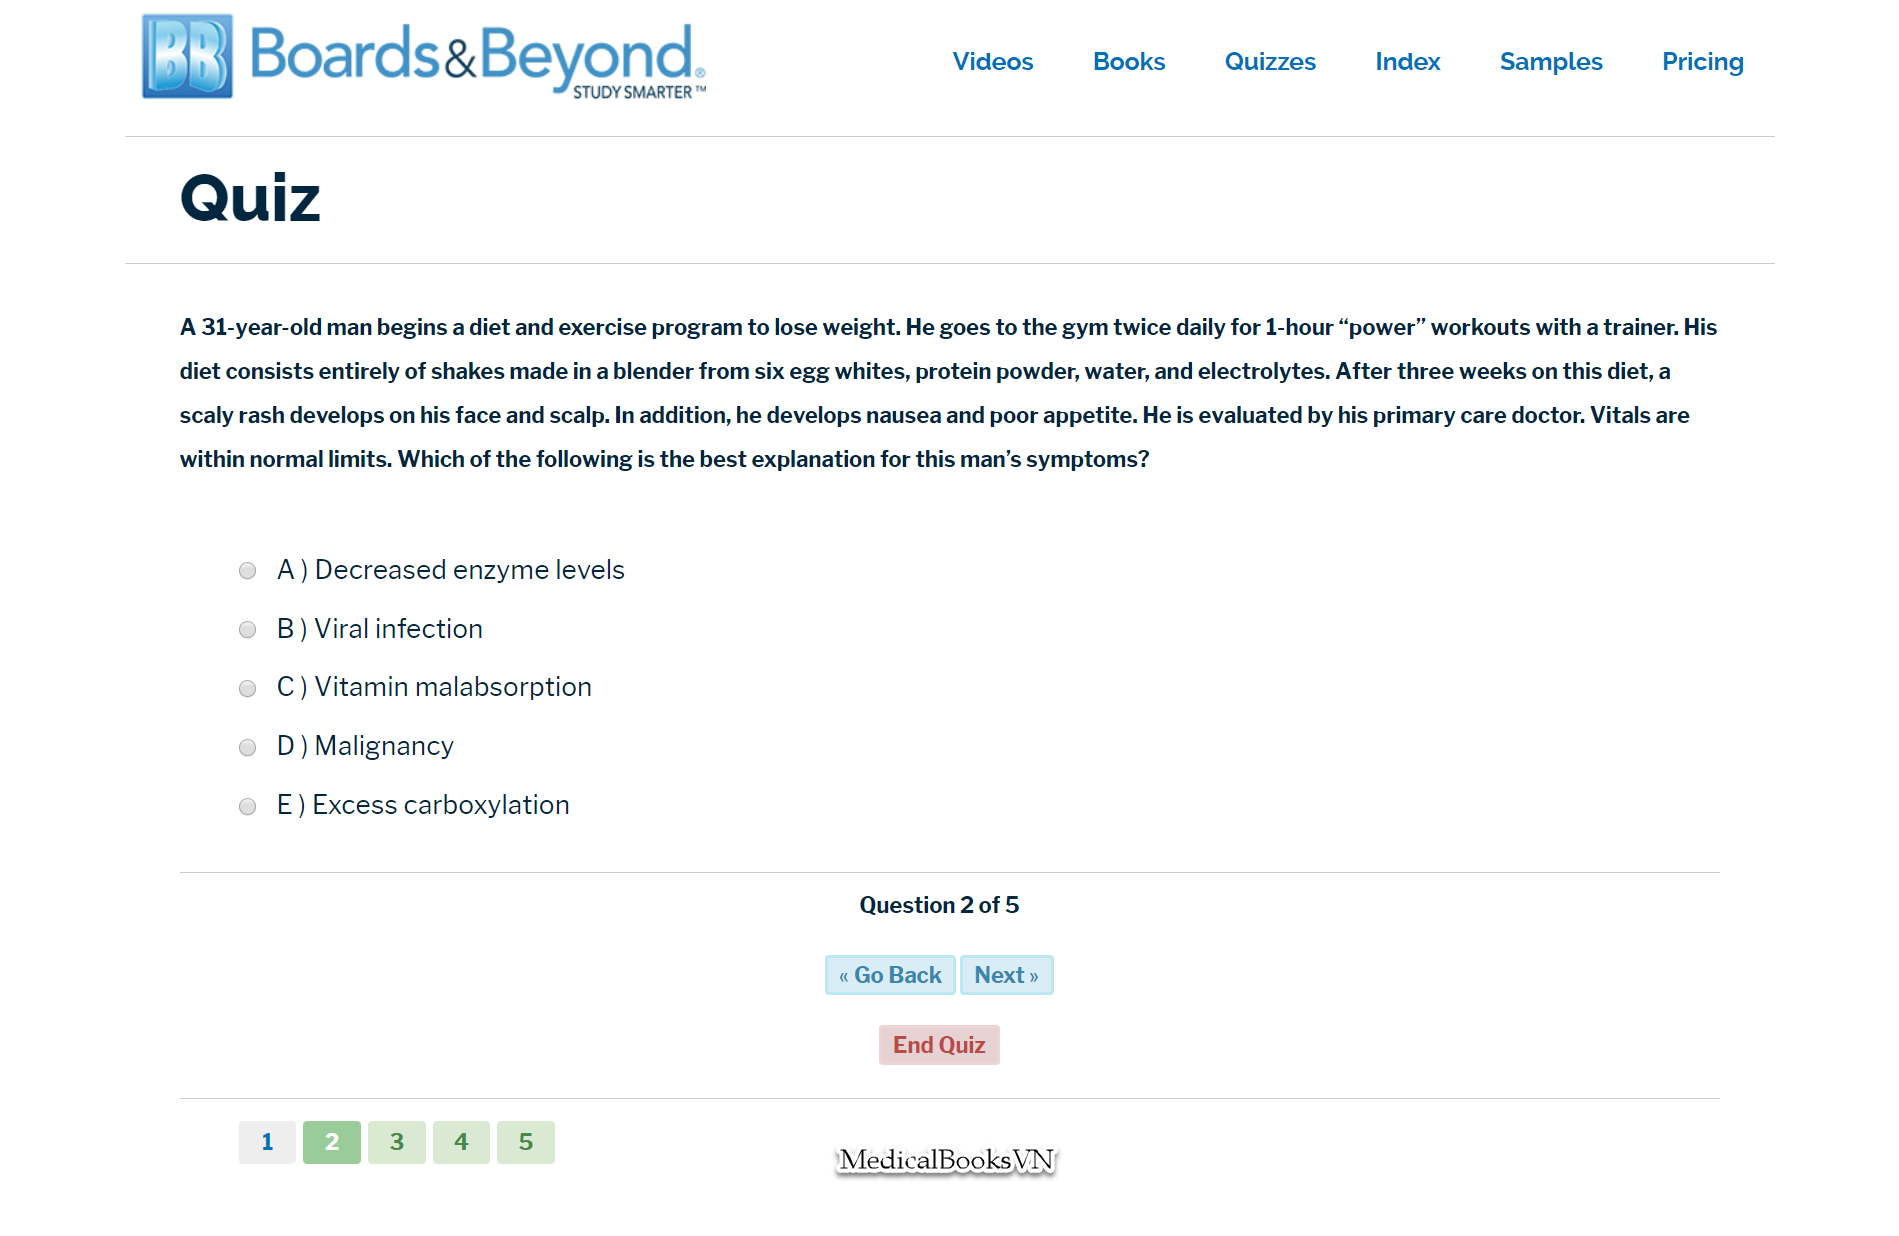 BB Boards&Beyond®
STUDY SMARTER™
Videos Books Quizzes Index Samples Pricing
Quiz
A 31-year-old man begins a diet and exercise program to lose weight. He goes to the gym twice daily for 1-hour “power” workouts with a trainer. His
diet consists entirely of shakes made in a blender from six egg whites, protein powder, water, and electrolytes. After three weeks on this diet, a
scaly rash develops on his face and scalp. In addition, he develops nausea and poor appetite. He is evaluated by his primary care doctor. Vitals are
within normal limits. Which of the following is the best explanation for this man’s symptoms?
A ) Decreased enzyme levels
B ) Viral infection
C ) Vitamin malabsorption
D ) Malignancy
E ) Excess carboxylation
Question 2 of 5
« Go Back Next »
End Quiz
1 2 3 4 5
MedicalBooksVN